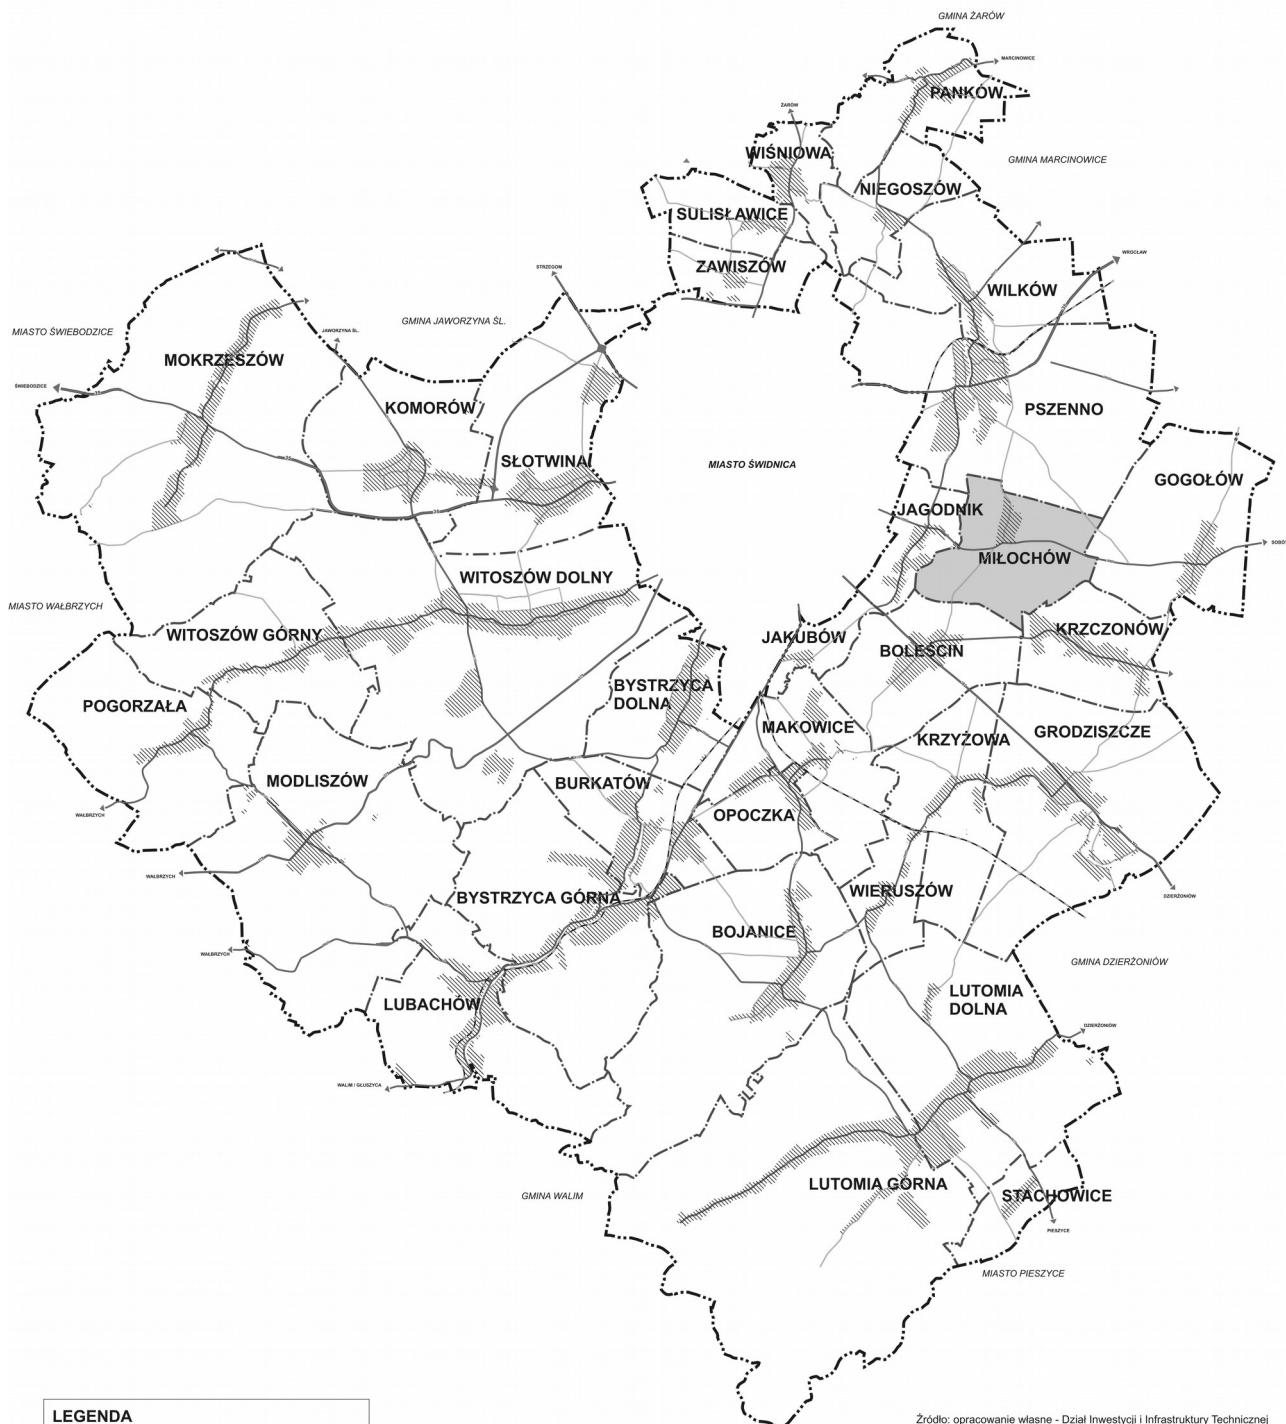 GMINA ŻARÓW
MARCINOWICE
PANKÓW
ŻARÓW
WIŚNIOWA
GMINA MARCINOWICE
NIEGOSZÓW
SULISŁAWICE
ZAWISZÓW
WROCŁAW
STRZEGOM
WILKÓW
MIASTO ŚWIEBODZICE
GMINA JAWORZYNA ŚL.
JAWORZYNA ŚL.
MOKRZESZÓW
ŚWIEBODZICE
KOMORÓW
PSZENNO
SŁOTWINA
MIASTO ŚWIDNICA
GOGOŁÓW
JAGODNIK
35
35
SOBÓ
MIŁOCHÓW
WITOSZÓW DOLNY
MIASTO WAŁBRZYCH
WITOSZÓW GÓRNY
JAKUBÓW
KRZCZONÓW
BOLEŚCIN
BYSTRZYCA
DOLNA
POGORZAŁA
MAKOWICE
KRZYŻOWA
GRODZISZCZE
MODLISZÓW
BURKATÓW
OPOCZKA
WAŁBRZYCH
WAŁBRZYCH
WIERUSZÓW
DZIERŻONIÓW
BYSTRZYCA GÓRNA
BOJANICE
WAŁBRZYCH
GMINA DZIERŻONIÓW
LUBACHÓW
LUTOMIA
DOLNA
DZIERŻONIÓW
WALIM / GŁUSZYCA
LUTOMIA GÓRNA
GMINA WALIM
STACHOWICE
PIESZYCE
MIASTO PIESZYCE
LEGENDA
Źródło: opracowanie własne - Dział Inwestycji i Infrastruktury Technicznej